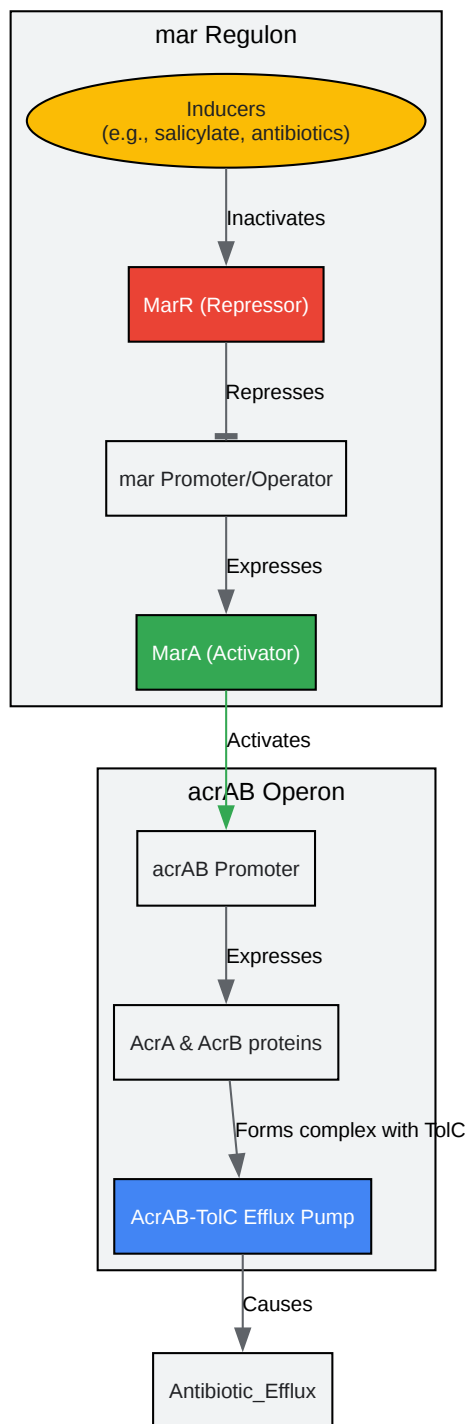 mar Regulon
Inducers
(e.g., salicylate, antibiotics)
Inactivates
MarR (Repressor)
Represses
mar Promoter/Operator
Expresses
MarA (Activator)
Activates
acrAB Operon
acrAB Promoter
Expresses
AcrA & AcrB proteins
Forms complex with TolC
AcrAB-TolC Efflux Pump
Causes
Antibiotic_Efflux